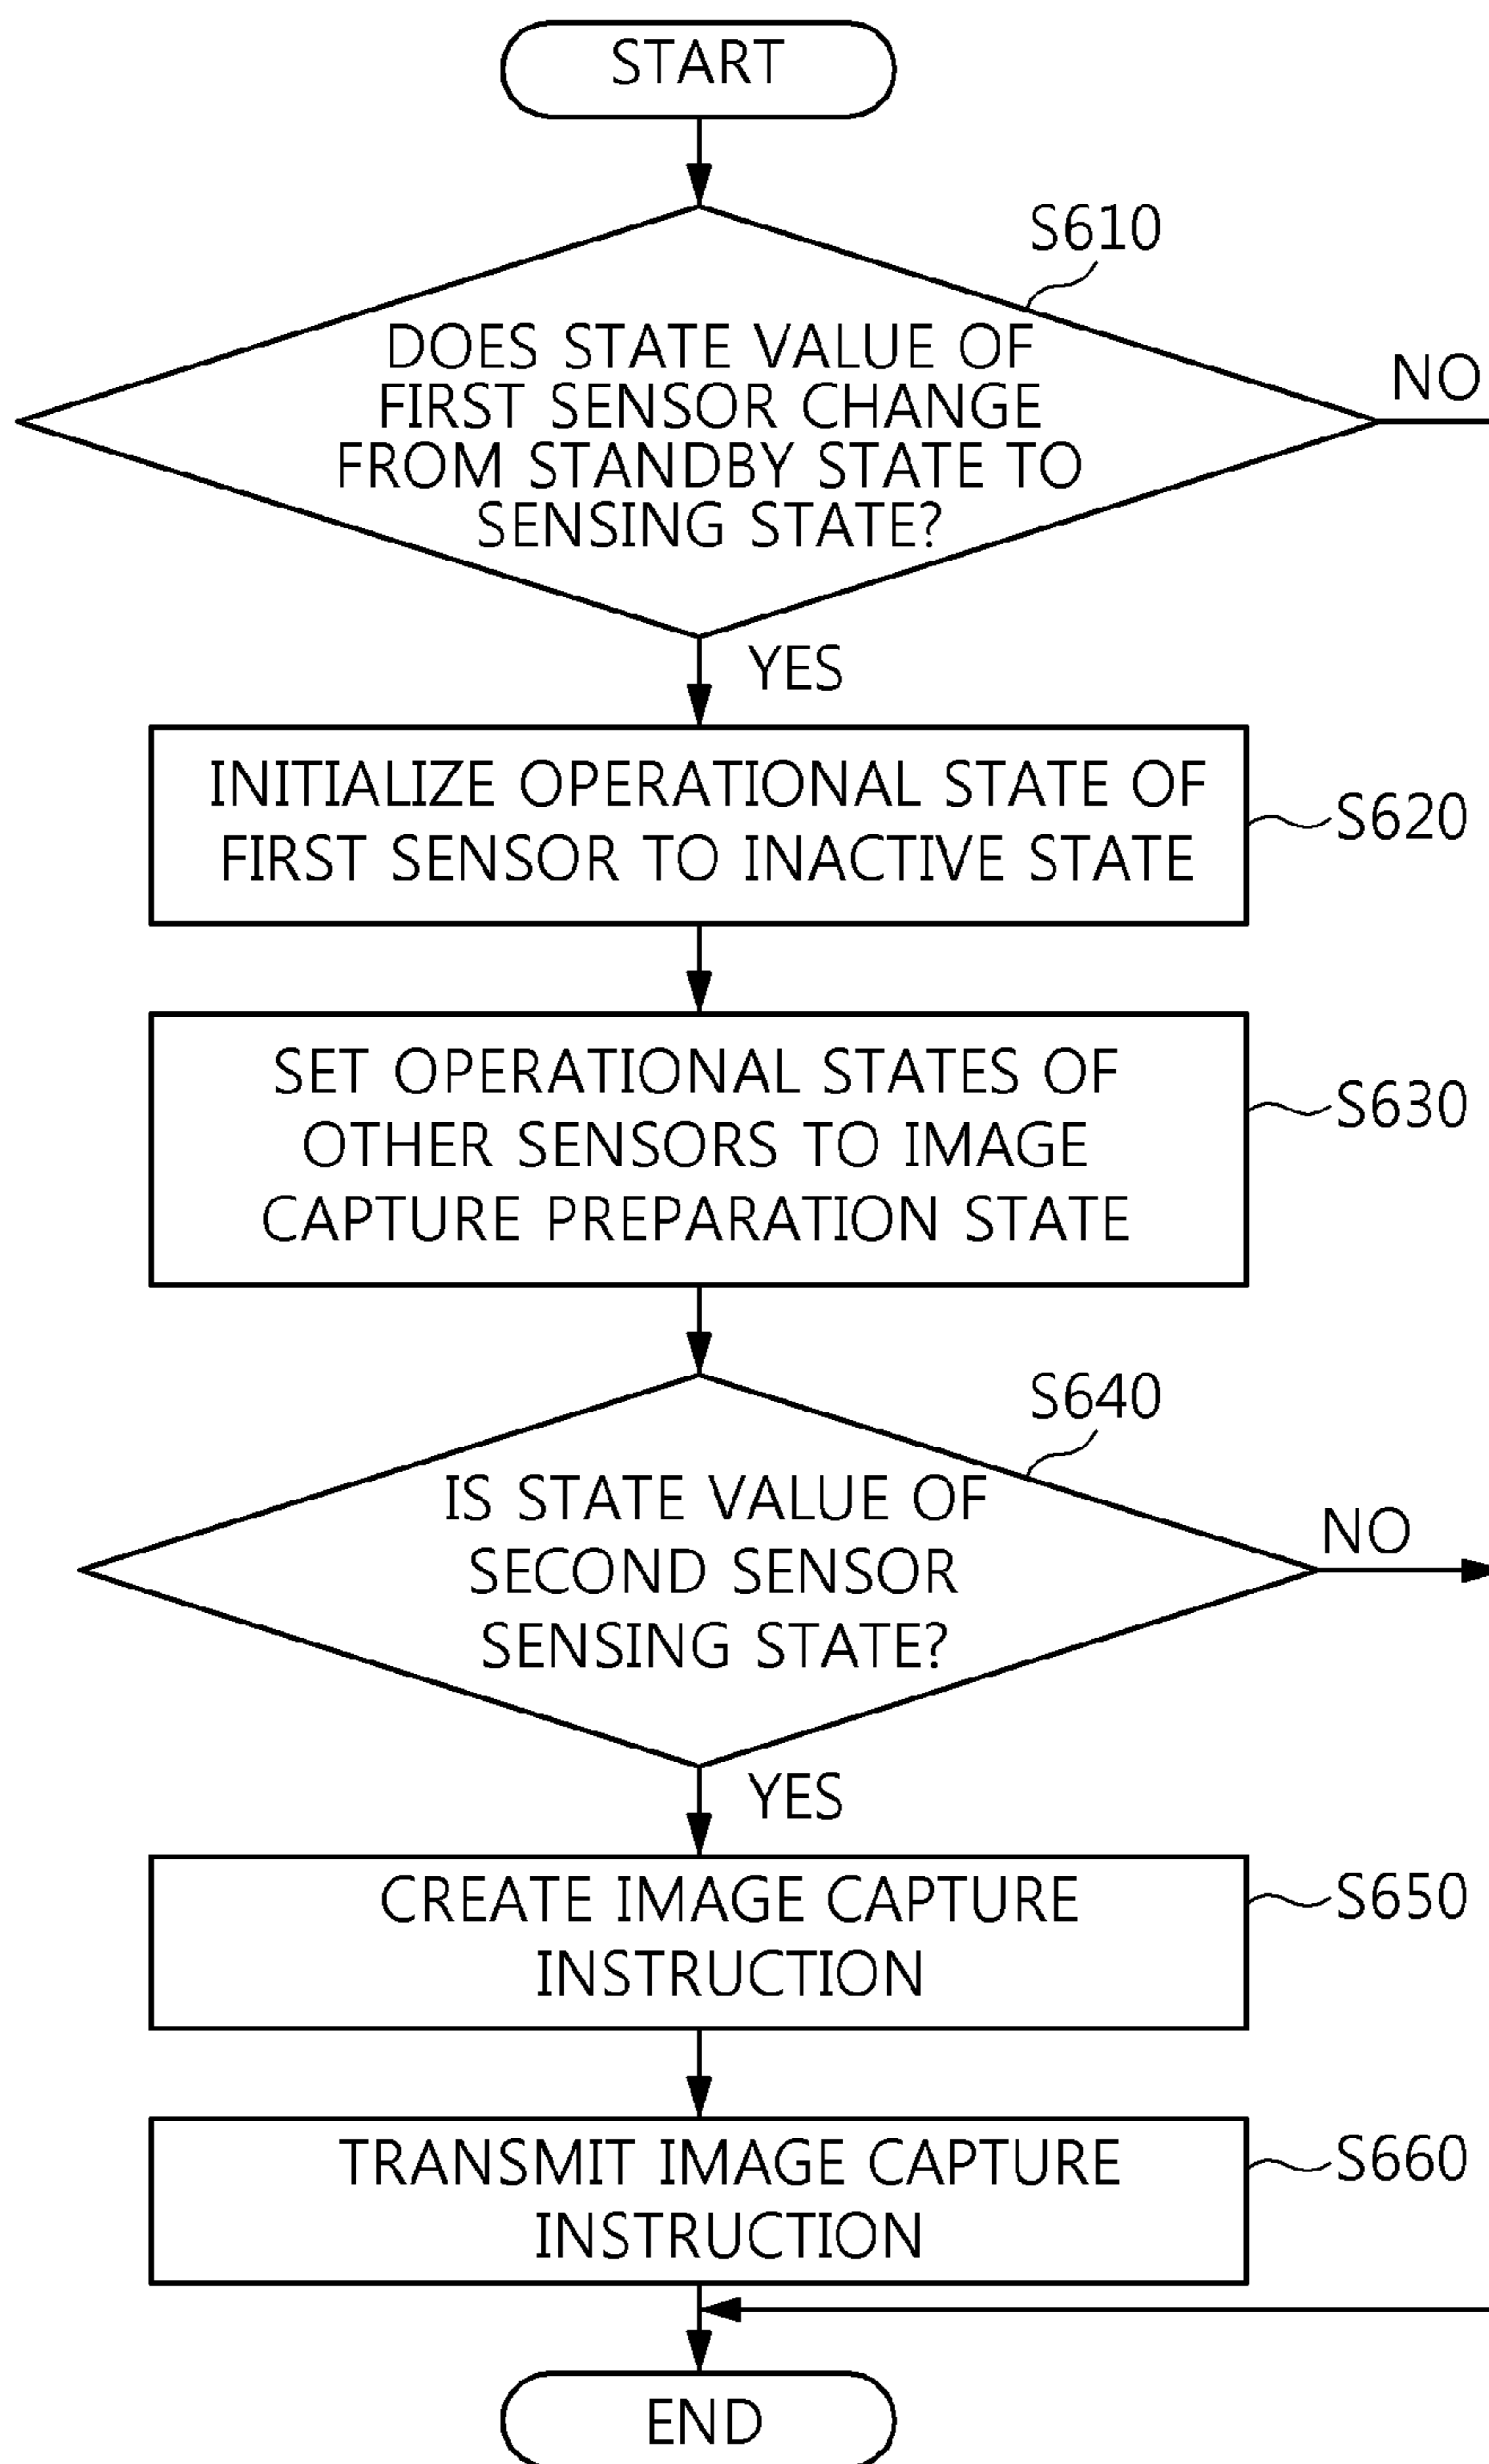 START
S610
DOES STATE VALUE OF
FIRST SENSOR CHANGE
FROM STANDBY STATE TO
SENSING STATE?
NO
YES
INITIALIZE OPERATIONAL STATE OF
FIRST SENSOR TO INACTIVE STATE
S620
SET OPERATIONAL STATES OF
OTHER SENSORS TO IMAGE
CAPTURE PREPARATION STATE
S630
S640
IS STATE VALUE OF
SECOND SENSOR
SENSING STATE?
NO
YES
CREATE IMAGE CAPTURE
INSTRUCTION
S650
TRANSMIT IMAGE CAPTURE
INSTRUCTION
S660
END